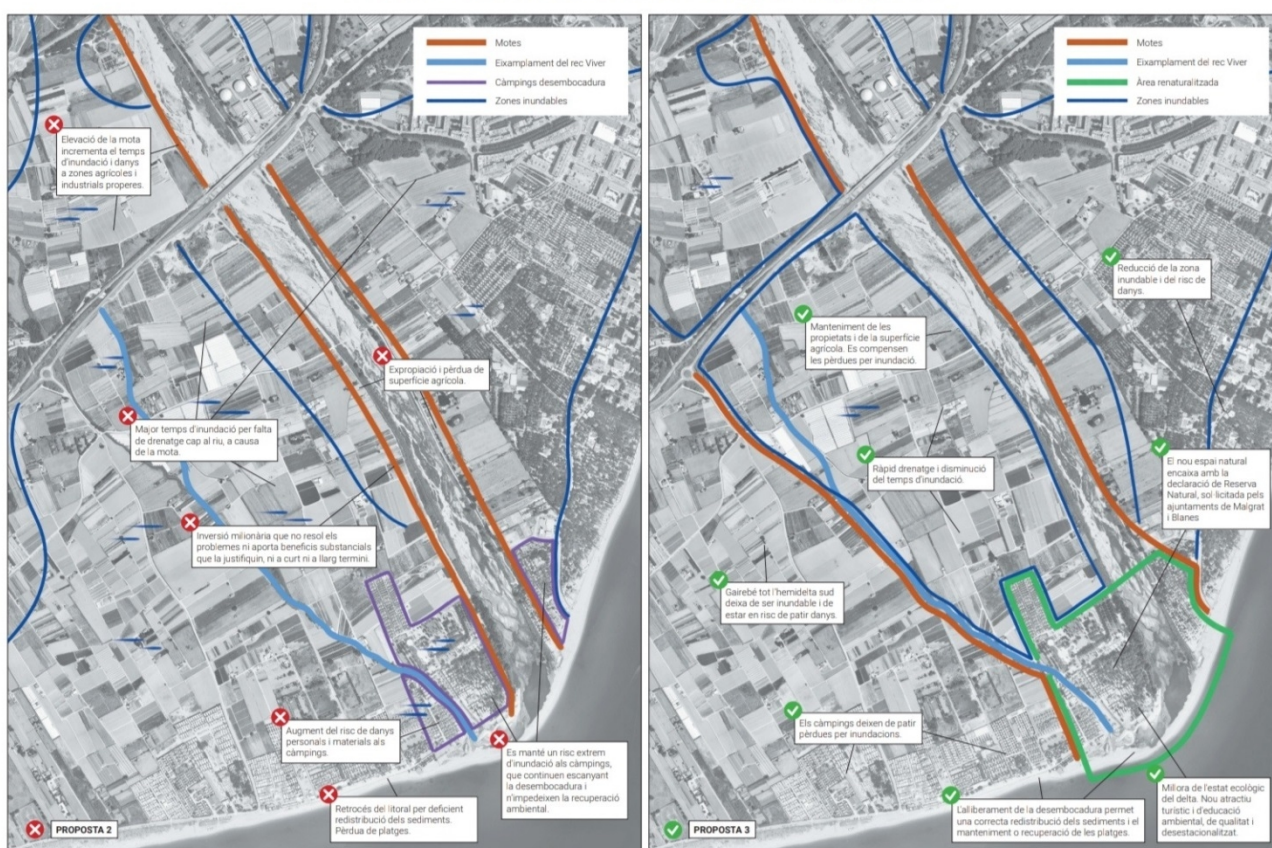 Motes
Eixamplament del rec Viver
Càmpings desembocadura
Zones inundables
Elevació de la mota
incrementa el temps
d'inundació i danys
a zones agrícoles i
industrials properes.
Expropiació i pèrdua de
superfície agrícola.
Major temps d'inundació per falta
de drenatge cap al riu, a causa
de la mota.
Inversió milionària que no resol els
problemes ni aporta beneficis substancials
que la justifiquin, ni a curt ni a llarg termini.
Augment del risc de danys
personals i materials als
càmpings.
Es manté un risc extrem
d'inundació als càmpings,
que continuen escanyant
la desembocadura i
n'impedeixen la recuperació
ambiental.
Retrocés del litoral per deficient
redistribució dels sediments.
Pèrdua de platges.
PROPOSTA 2
Motes
Eixamplament del rec Viver
Àrea renaturalitzada
Zones inundables
Reducció de la zona
inundable i del risc de
danys.
Manteniment de les
propietats i de la superfície
agrícola. Es compensen
les pèrdues per inundació.
Ràpid drenatge i disminució
del temps d'inundació.
El nou espai natural
encaixa amb la
declaració de Reserva
Natural, sol·licitada pels
ajuntaments de Malgrat
i Blanes
Gairebé tot l'hemidelta sud
deixa de ser inundable i de
estar en risc de patir danys.
Els càmpings deixen de patir
pèrdues per inundacions.
L'alliberament de la desembocadura permet
una correcta redistribució dels sediments i el
manteniment o recuperació de les platges.
Millora de l'estat ecològic
del delta. Nou atractiu
turístic i d'educació
ambiental, de qualitat i
desestacionalitzat.
PROPOSTA 3